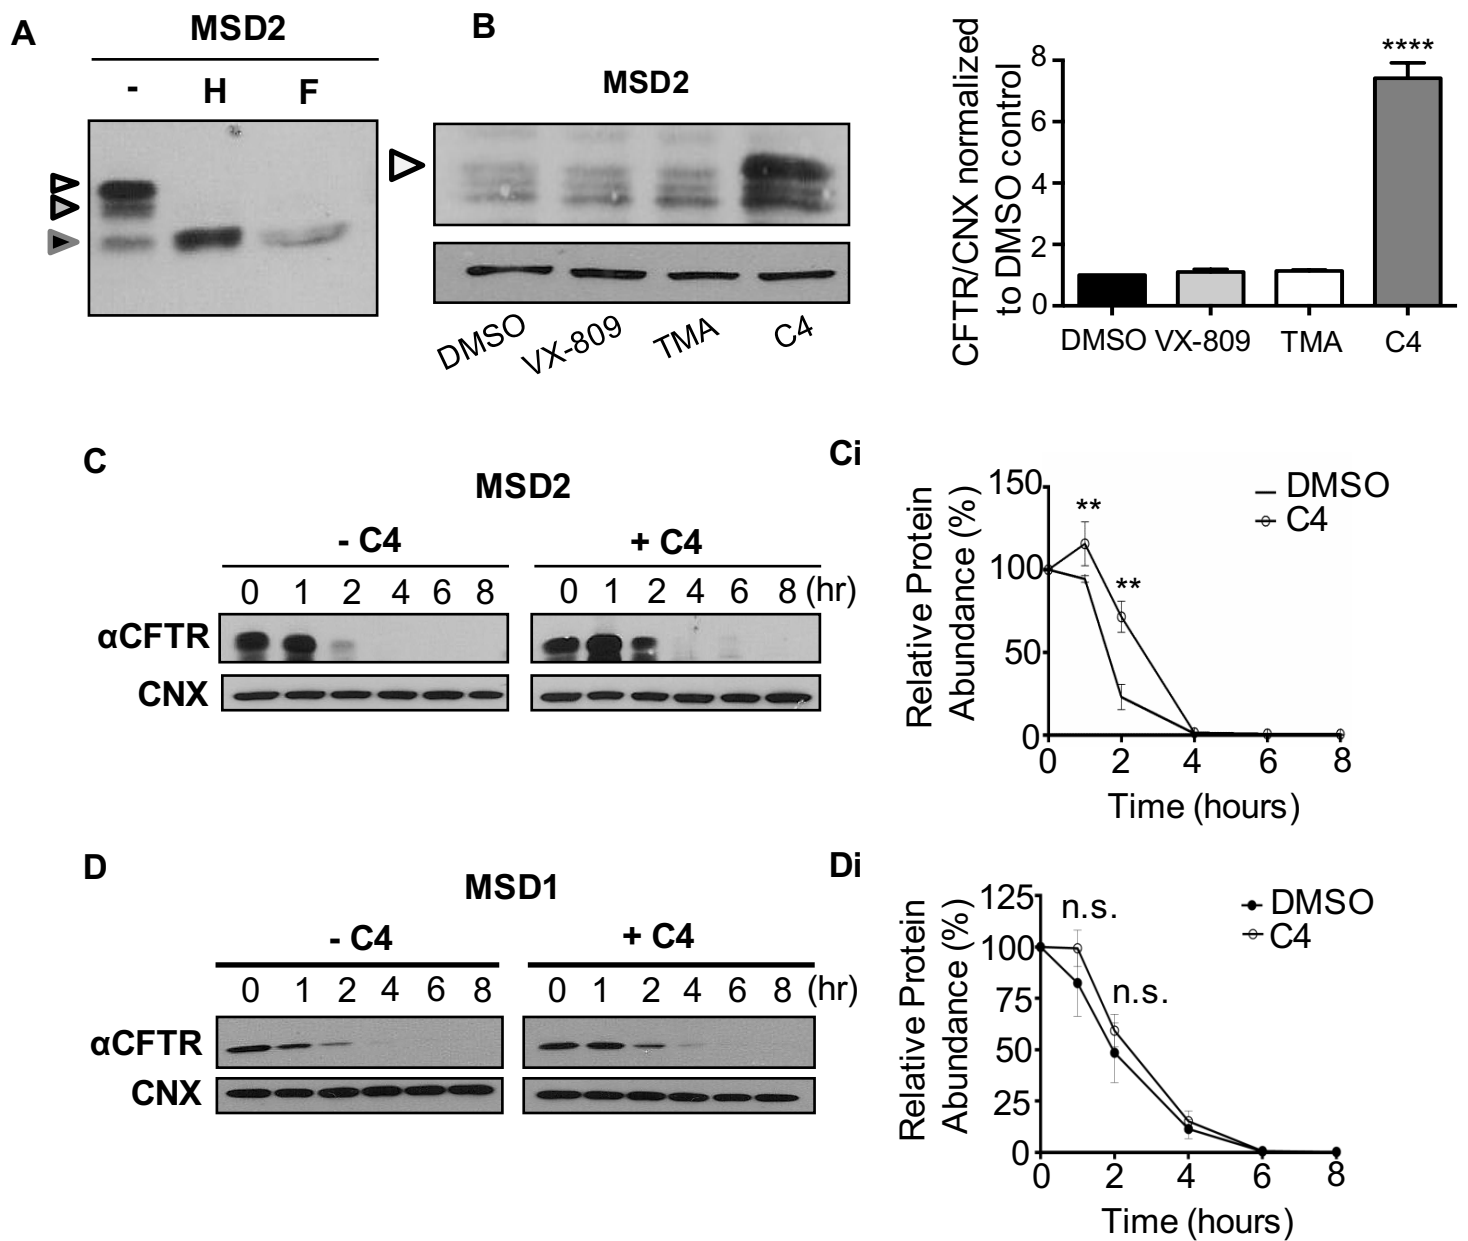 A
MSD2
- H F
B
MSD2
DMSO VX-809 TMA C4
CFTR/CNX normalized
to DMSO control
8
6
4
2
0
****
DMSO VX-809 TMA C4
C
MSD2
- C4 + C4
0 1 2 4 6 8 0 1 2 4 6 8 (hr)
αCFTR
CNX
Ci
Relative Protein
Abundance (%)
150
100
50
0
** **
DMSO
C4
0 2 4 6 8
Time (hours)
D
MSD1
- C4 + C4
0 1 2 4 6 8 0 1 2 4 6 8 (hr)
αCFTR
CNX
Di
Relative Protein
Abundance (%)
125
100
75
50
25
0
n.s.
n.s.
DMSO
C4
0 2 4 6 8
Time (hours)